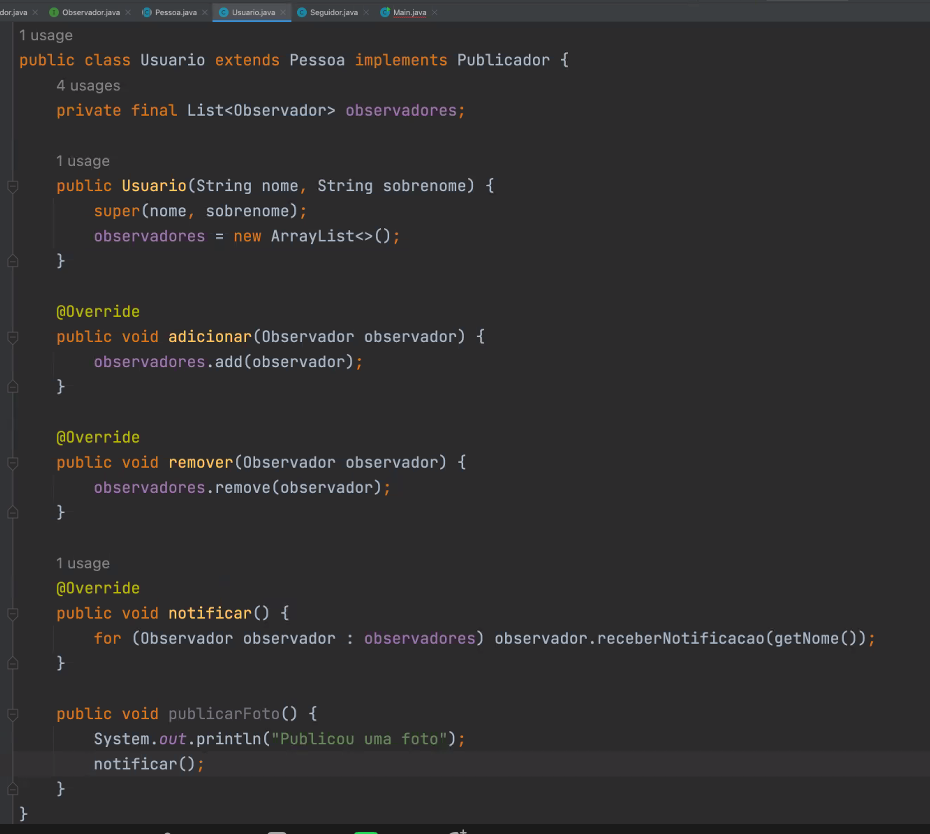 dor.java Observador.java Pessoa.java Usuario.java Seguidor.java Main.java
1 usage
public class Usuario extends Pessoa implements Publicador {
4 usages
private final List<Observador> observadores;
1 usage
public Usuario(String nome, String sobrenome) {
super(nome, sobrenome);
observadores = new ArrayList<>();
}
@Override
public void adicionar(Observador observador) {
observadores.add(observador);
}
@Override
public void remover(Observador observador) {
observadores.remove(observador);
}
1 usage
@Override
public void notificar() {
for (Observador observador : observadores) observador.receberNotificacao(getNome());
}
public void publicarFoto() {
System.out.println("Publicou uma foto");
notificar();
}
}